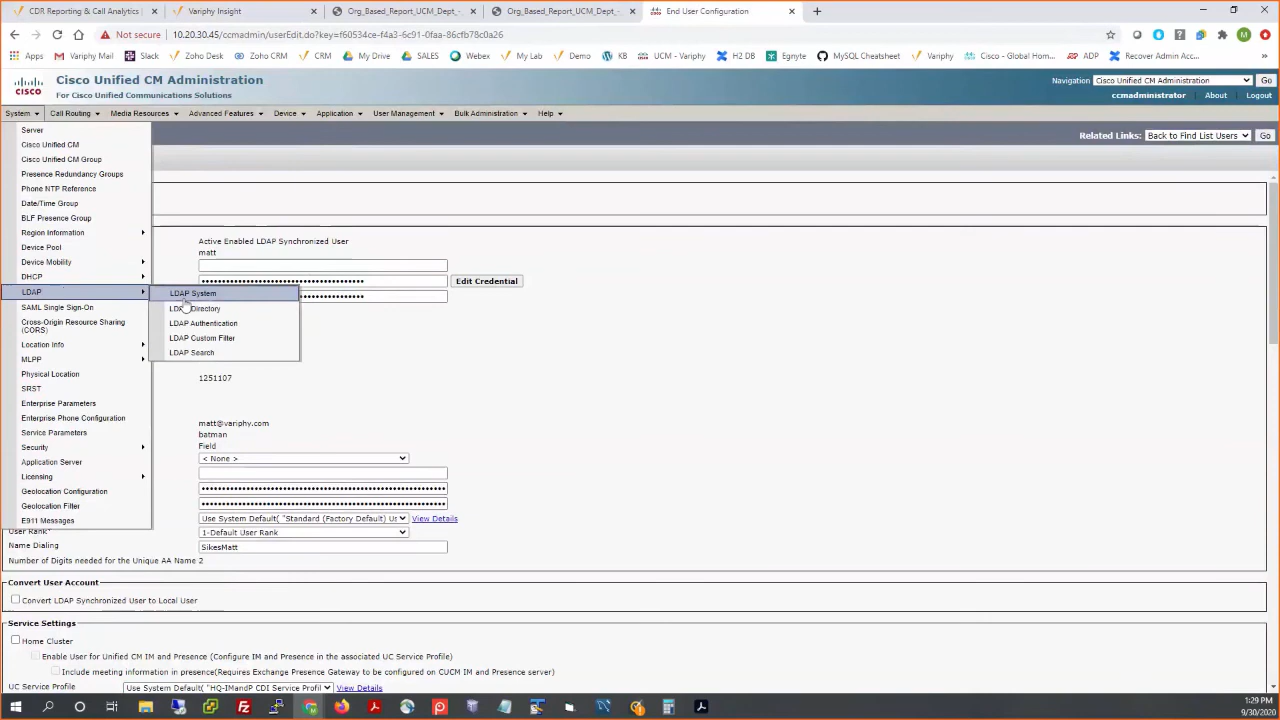 CDR Reporting & Call Analytics
Variphy Insight
Org_Based_Report_UCM_Dept_-
Org_Based_Report_UCM_Dept_-
End User Configuration
Not secure
10.20.30.45/ccmadmin/userEdit.do?key=f60534ce-f4a3-6c91-0faa-86cfb78c0a26
Apps
Variphy Mail
Slack
Zoho Desk
Zoho CRM
CRM
My Drive
SALES
Webex
My Lab
Demo
KB
UCM - Variphy
H2 DB
Egnyte
MySQL Cheatsheet
Variphy
Cisco - Global Hom...
ADP
Recover Admin Acc...
CISCO
Cisco Unified CM Administration
For Cisco Unified Communications Solutions
Navigation
Cisco Unified CM Administration
Go
ccmadministrator
About
Logout
System
Call Routing
Media Resources
Advanced Features
Device
Application
User Management
Bulk Administration
Help
Related Links:
Back to Find List Users
Go
Server
Cisco Unified CM
Cisco Unified CM Group
Presence Redundancy Groups
Phone NTP Reference
Date/Time Group
BLF Presence Group
Region Information
Device Pool
Device Mobility
DHCP
LDAP
SAML Single Sign-On
Cross-Origin Resource Sharing
(CORS)
Location Info
MLPP
Physical Location
SRST
Enterprise Parameters
Enterprise Phone Configuration
Service Parameters
Security
Application Server
Licensing
Geolocation Configuration
Geolocation Filter
E911 Messages
LDAP System
Directory
LDAP Authentication
LDAP Custom Filter
LDAP Search
Active Enabled LDAP Synchronized User
matt
Edit Credential
1251107
matt@variphy.com
batman
Field
< None >
Use System Default( "Standard (Factory Default) Us
View Details
User Rank*
1-Default User Rank
Name Dialing
SikesMatt
Number of Digits needed for the Unique AA Name 2
Convert User Account
Convert LDAP Synchronized User to Local User
Service Settings
Home Cluster
Enable User for Unified CM IM and Presence (Configure IM and Presence in the associated UC Service Profile)
Include meeting information in presence(Requires Exchange Presence Gateway to be configured on CUCM IM and Presence server)
UC Service Profile
Use System Default( "HQ-IMandP CDI Service Profil
View Details
1:29 PM
9/30/2020